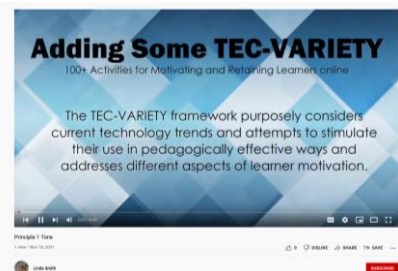 Adding Some TEC-VARIETY
100+ Activities for Motivating and Retaining Learners online
The TEC-VARIETY framework purposely considers
current technology trends and attempts to stimulate
their use in pedagogically effective ways and
addresses different aspects of learner motivation.
Principle 1 Tone
0 DISLIKE SHARE SAVE
Linda Smith
SUBSCRIBE